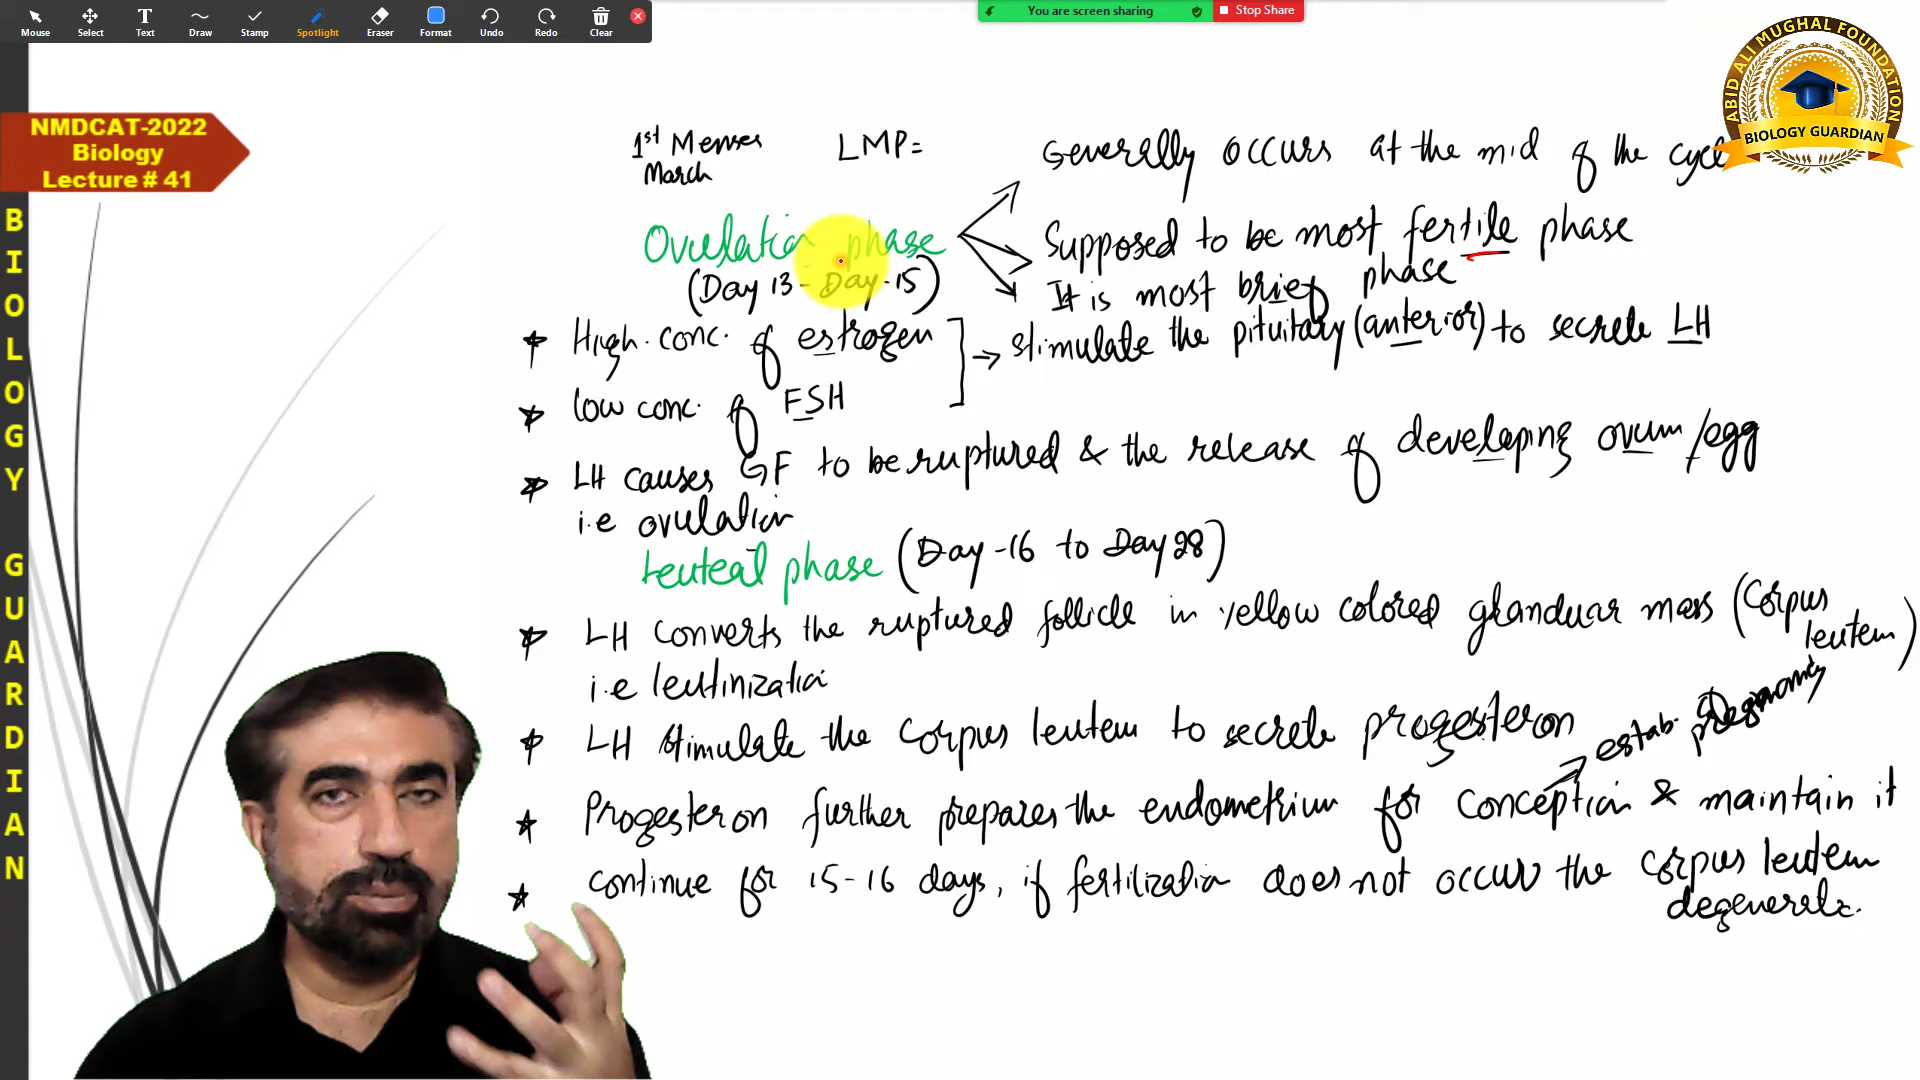 Mouse Select Text Draw Stamp Spotlight Eraser Format Undo Redo Clear
You are screen sharing Stop Share
ABID ALI MUGHAL FOUNDATION
BIOLOGY GUARDIAN
NMDCAT-2022
Biology
Lecture # 41
BIOLOGY GUARDIAN
1st Menses LMP=
March
Generally occurs at the mid of the cycle
Ovulation phase
(Day 13 - Day-15)
Supposed to be most fertile phase
It is most brief phase
* High. conc. of estrogen
* low conc. of FSH
→ stimulate the pituitary (anterior) to secrete LH
* LH causes GF to be ruptured & the release of developing ovum/egg
i.e ovulation
Leuteal phase (Day-16 to Day 28)
* LH converts the ruptured follicle in yellow colored glanduar mass (Corpus leutem)
i.e leutinization
* LH stimulate the corpus leutem to secrete progesteron
→ estab. pregnancy
* Progesteron further prepares the endometrium for conception & maintain it
* continue for 15-16 days, if fertilization does not occur the corpus leutem
degenerate.